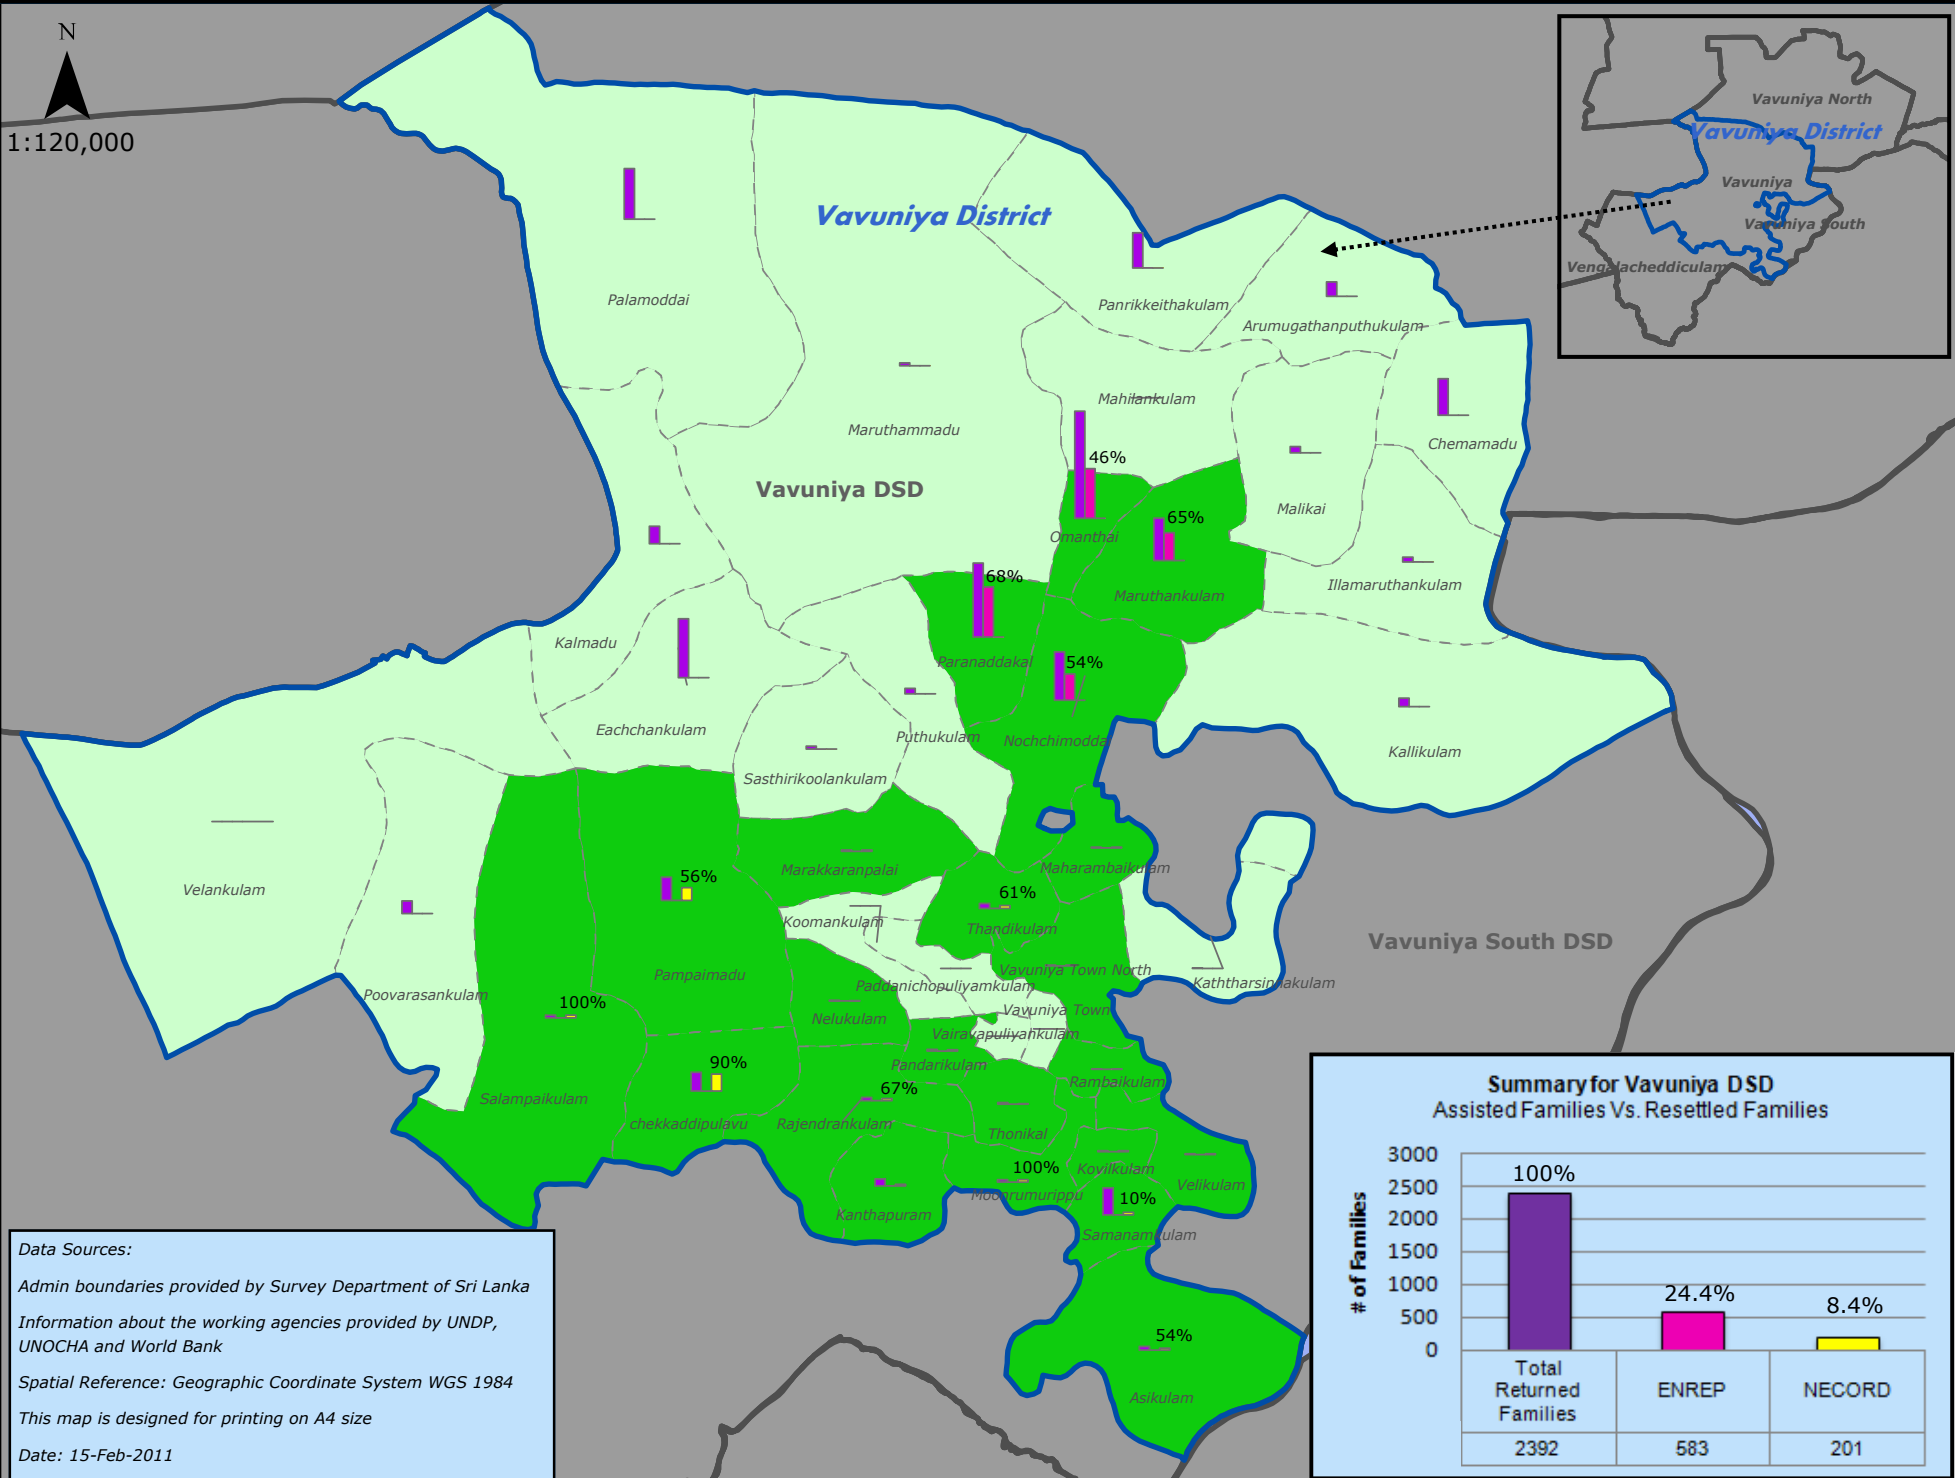 N
1:120,000
Vavuniya North
Vavuniya District
Vavuniya
Vavuniya South
Vengalacheddiculam
Vavuniya District
Palamoddai
Panrikkeithakulam
Arumugathanputhukulam
Mahilankulam
Maruthammadu
Chemamadu
46%
Vavuniya DSD
Malikai
65%
Omanthai
68%
Illamaruthankulam
Maruthankulam
Kalmadu
Paranaddakal
54%
Eachchankulam
Puthukulam
Nochchimoddai
Kallikulam
Sasthirikoolankulam
Marakkaranpalai
Maharambaikulam
56%
61%
Velankulam
Koomankulam
Thandikulam
Vavuniya South DSD
Pampaimadu
Vavuniya Town North
Poovarasankulam
Paddanichopuliyamkulam
Kaththarsinnakulam
100%
Nelukulam
Vavuniya Town
Vairavapuliyankulam
90%
Pandarikulam
Rambaikulam
67%
Salampaikulam
chekkaddipulavu
Rajendrankulam
Thonikal
100%
Kovilkulam
Moonrumurippu
Velikulam
10%
Kanthapuram
Samanamkulam
54%
Asikulam
Data Sources:
Admin boundaries provided by Survey Department of Sri Lanka
Information about the working agencies provided by UNDP,
UNOCHA and World Bank
Spatial Reference: Geographic Coordinate System WGS 1984
This map is designed for printing on A4 size
Date: 15-Feb-2011
Summary for Vavuniya DSD
Assisted Families Vs. Resettled Families
# of Families
3000
2500
2000
1500
1000
500
0
100%
24.4%
8.4%
Total
Returned
Families
ENREP
NECORD
2392
583
201